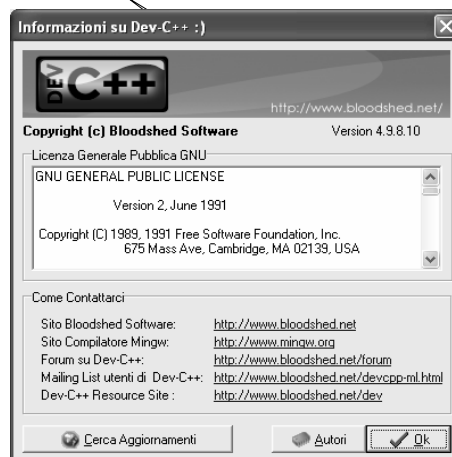 Informazioni su Dev-C++ :)
DEV C++
http://www.bloodshed.net/
Copyright (c) Bloodshed Software Version 4.9.8.10
Licenza Generale Pubblica GNU
GNU GENERAL PUBLIC LICENSE
Version 2, June 1991
Copyright (C) 1989, 1991 Free Software Foundation, Inc.
675 Mass Ave, Cambridge, MA 02139, USA
Come Contattarci
Sito Bloodshed Software: http://www.bloodshed.net
Sito Compilatore Mingw: http://www.mingw.org
Forum su Dev-C++: http://www.bloodshed.net/forum
Mailing List utenti di Dev-C++: http://www.bloodshed.net/devcpp-ml.html
Dev-C++ Resource Site : http://www.bloodshed.net/dev
Cerca Aggiornamenti Autori Ok